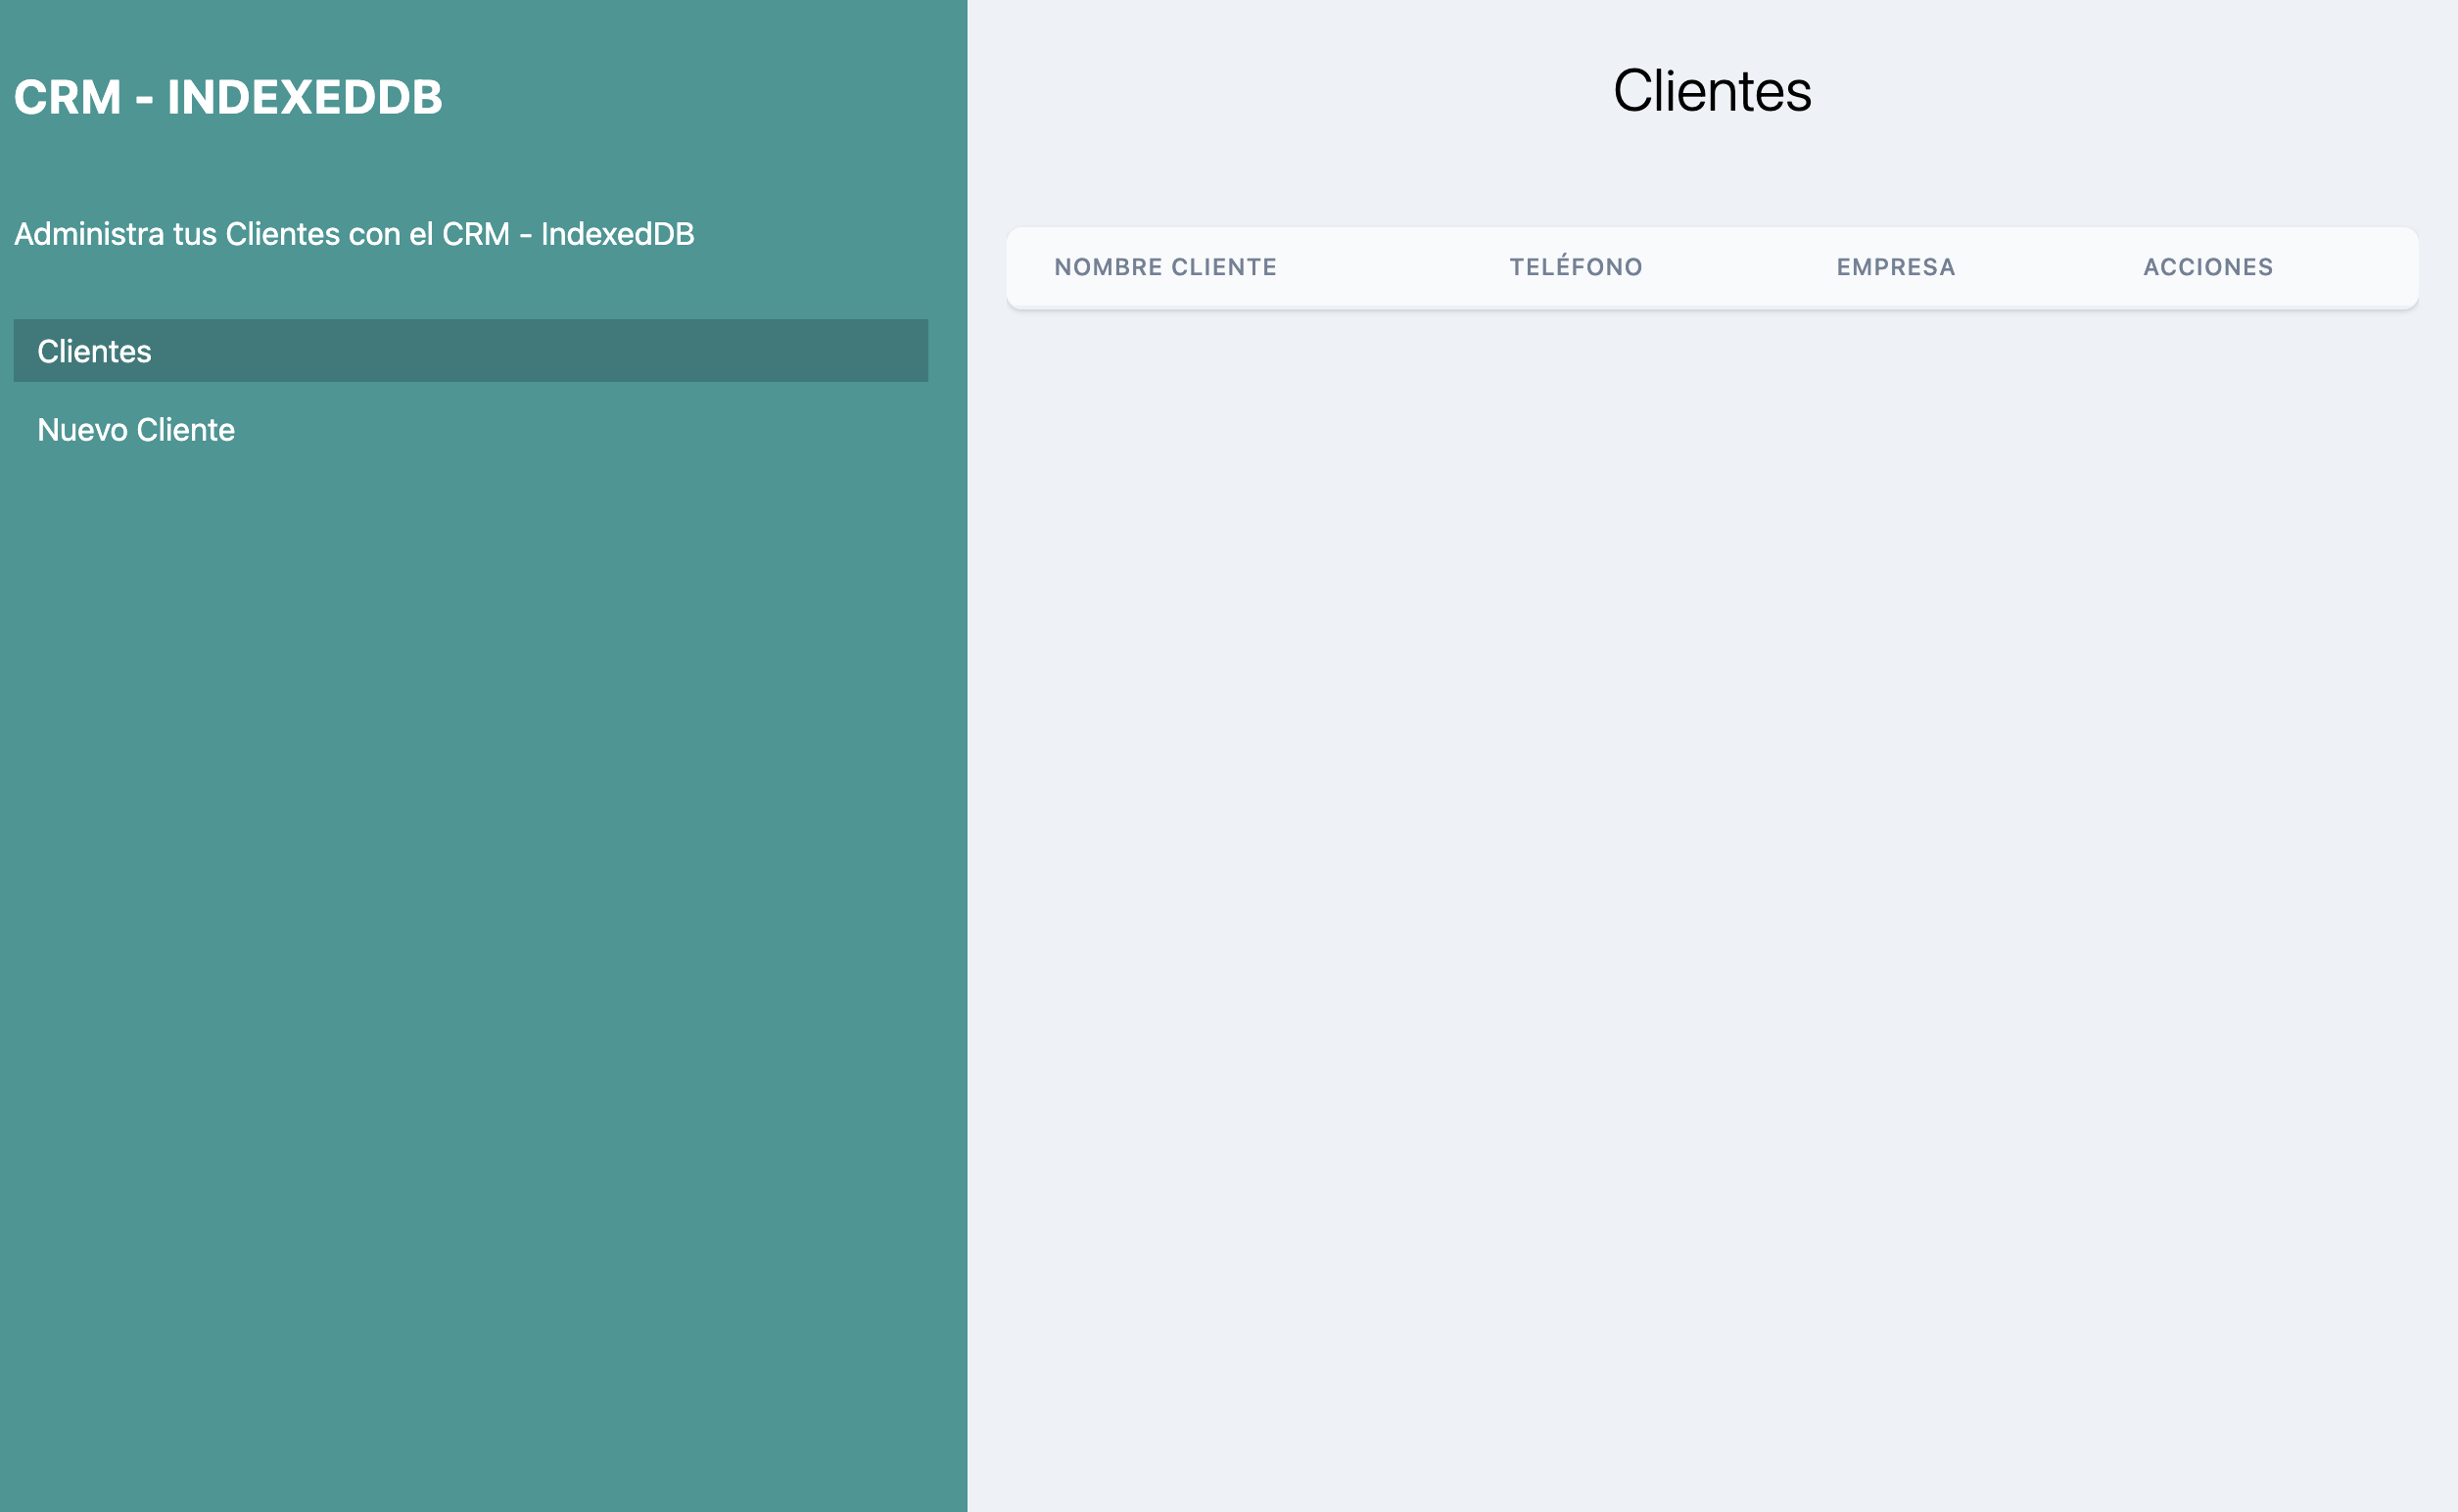 CRM - INDEXEDDB
Administra tus Clientes con el CRM - IndexedDB
Clientes
Nuevo Cliente
Clientes
NOMBRE CLIENTE TELÉFONO EMPRESA ACCIONES